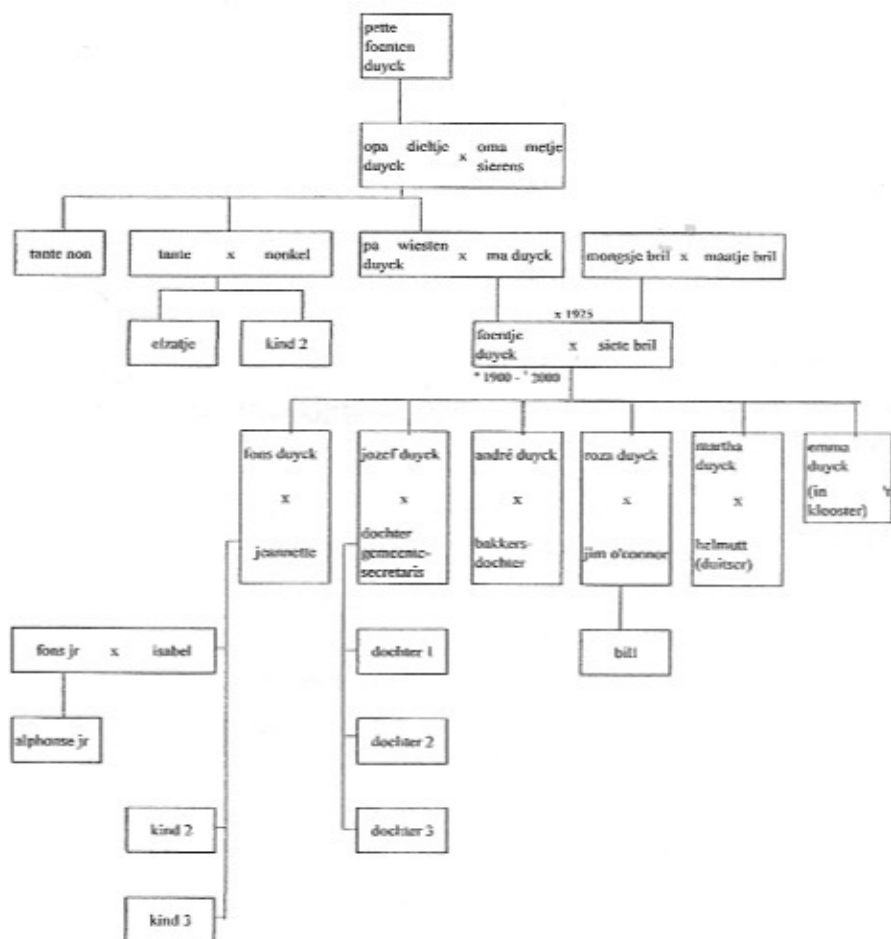 pette
foenten
duyck
opa dieltje
duyck
x
oma metje
sierens
tante non
tante x nonkel
pa wiesten
duyck
x ma duyck
mongsje bril x maatje bril
elzatje
kind 2
x 1925
foentje
duyck
x siete bril
* 1900 - ° 2000
fons duyck
x
jeannette
jozef duyck
x
dochter
gemeente-
secretaris
andré duyck
x
bakkers-
dochter
roza duyck
x
jim o'connor
martha
duyck
x
helmutt
(duitser)
emma
duyck
(in 'r
klooster)
fons jr x isabel
dochter 1
bill
alphonse jr
dochter 2
kind 2
dochter 3
kind 3